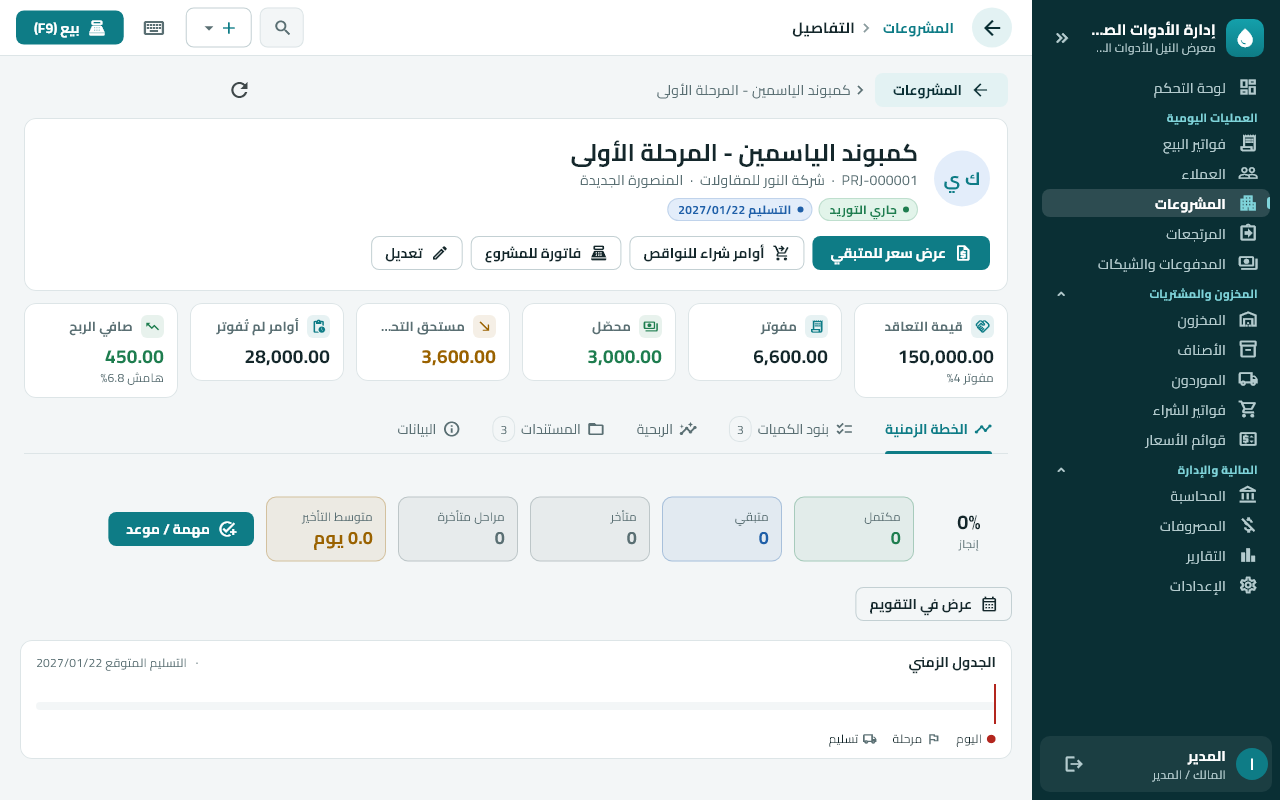 إدارة الأدوات الصـ...
معرض النيل للأدوات الـ...
لوحة التحكم
العمليات اليومية
فواتير البيع
العملاء
المشروعات
المرتجعات
المدفوعات والشيكات
المخزون والمشتريات
المخزون
الأصناف
الموردون
فواتير الشراء
قوائم الأسعار
المالية والإدارة
المحاسبة
المصروفات
التقارير
الإعدادات
ا
المدير
المالك / المدير
المشروعات
التفاصيل
بيع (F9)
المشروعات
كمبوند الياسمين - المرحلة الأولى
ك ي
كمبوند الياسمين - المرحلة الأولى
PRJ-000001 · شركة النور للمقاولات · المنصورة الجديدة
جاري التوريد
التسليم 2027/01/22
عرض سعر للمتبقي
أوامر شراء للنواقص
فاتورة للمشروع
تعديل
قيمة التعاقد
150,000.00
مفوتر 4%
مفوتر
6,600.00
محصّل
3,000.00
مستحق التحـ...
3,600.00
أوامر لم تُفوتر
28,000.00
صافي الربح
450.00
هامش 6.8%
الخطة الزمنية
بنود الكميات 3
الربحية
المستندات 3
البيانات
0%
إنجاز
مكتمل
0
متبقي
0
متأخر
0
مراحل متأخرة
0
متوسط التأخير
0.0 يوم
مهمة / موعد
عرض في التقويم
الجدول الزمني
· التسليم المتوقع 2027/01/22
اليوم
مرحلة
تسليم